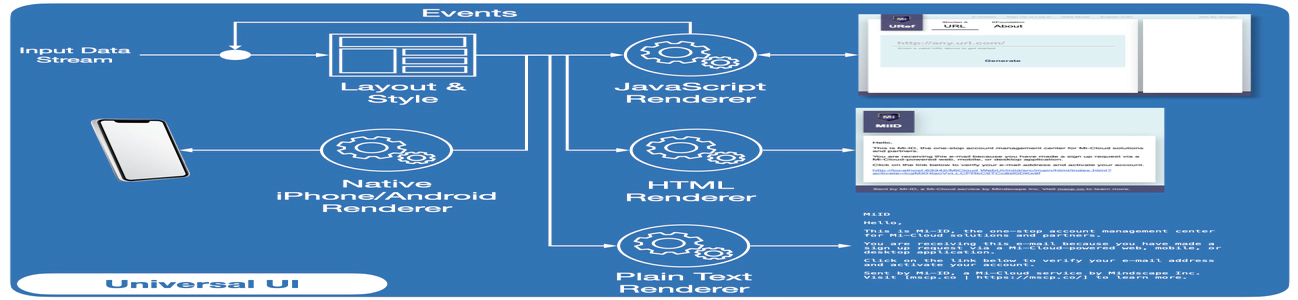 Events
Input Data
Stream
Layout &
Style
JavaScript
Renderer
Mi
URef
URL
About
http://any.url.com/
Generate
Native
iPhone/Android
Renderer
HTML
Renderer
Mi
MiID
Hello,
This is Mi-ID, the one-stop account management center for Mi-Cloud solutions
and partners.
You are receiving this e-mail because you have made a sign up request via a
Mi-Cloud-powered web, mobile, or desktop application.
Click on the link below to verify your e-mail address and activate your account.
Sent by Mi-ID, a Mi-Cloud service by Mindscape Inc. Visit mscp.co to learn more.
Plain Text
Renderer
MiID
Hello,
This is Mi-ID, the one-stop account management center
for Mi-Cloud solutions and partners.
You are receiving this e-mail because you have made a
sign up request via a Mi-Cloud-powered web, mobile, or
desktop application.
Click on the link below to verify your e-mail address
and activate your account.
Sent by Mi-ID, a Mi-Cloud service by Mindscape Inc.
Visit [mscp.co | https://mscp.co/] to learn more.
Universal UI